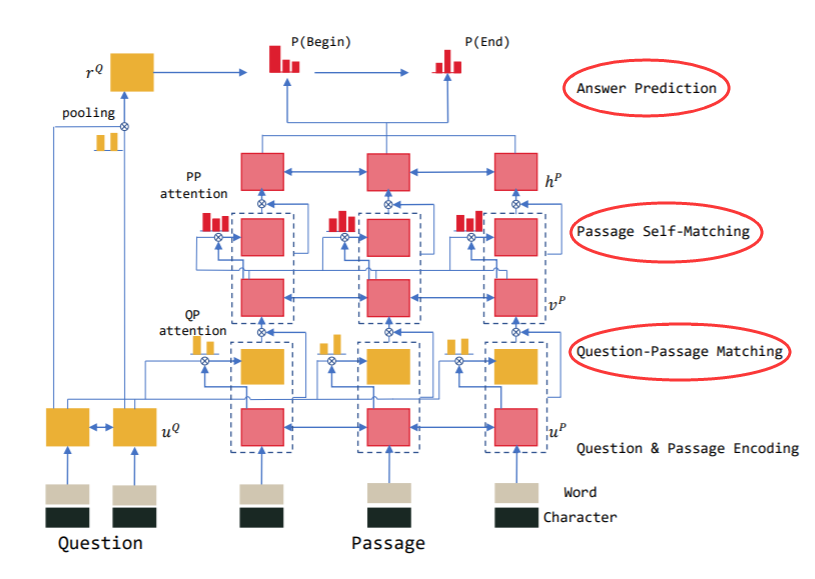 P(Begin)
P(End)
r^Q
Answer Prediction
pooling
PP
attention
h^P
Passage Self-Matching
v^P
QP
attention
Question-Passage Matching
u^Q
u^P
Question & Passage Encoding
Word
Character
Question
Passage